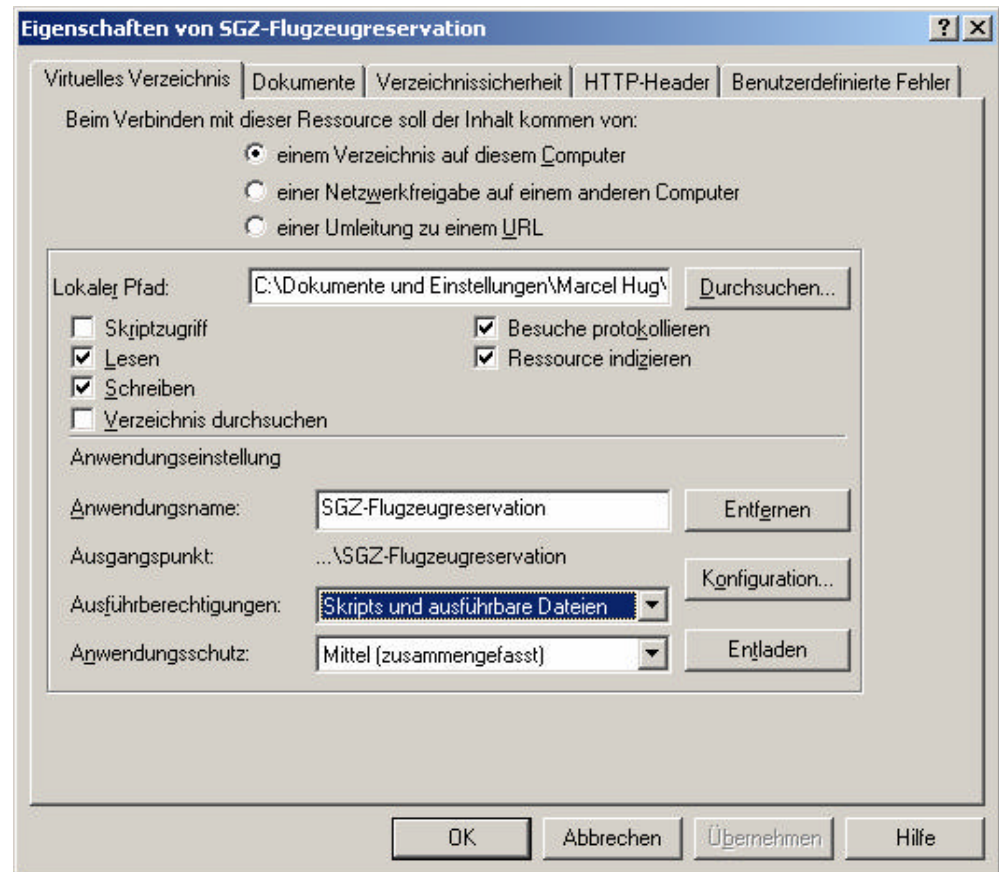 Eigenschaften von SGZ-Flugzeugreservation
Virtuelles Verzeichnis Dokumente Verzeichnissicherheit HTTP-Header Benutzerdefinierte Fehler
Beim Verbinden mit dieser Ressource soll der Inhalt kommen von:
einem Verzeichnis auf diesem Computer
einer Netzwerkfreigabe auf einem anderen Computer
einer Umleitung zu einem URL
Lokaler Pfad: C:\Dokumente und Einstellungen\Marcel Hug\ Durchsuchen...
Skriptzugriff Besuche protokollieren
Lesen Ressource indizieren
Schreiben
Verzeichnis durchsuchen
Anwendungseinstellung
Anwendungsname: SGZ-Flugzeugreservation Entfernen
Ausgangspunkt: ...\SGZ-Flugzeugreservation
Konfiguration...
Ausführberechtigungen: Skripts und ausführbare Dateien
Anwendungsschutz: Mittel (zusammengefasst) Entladen
OK Abbrechen Übernehmen Hilfe